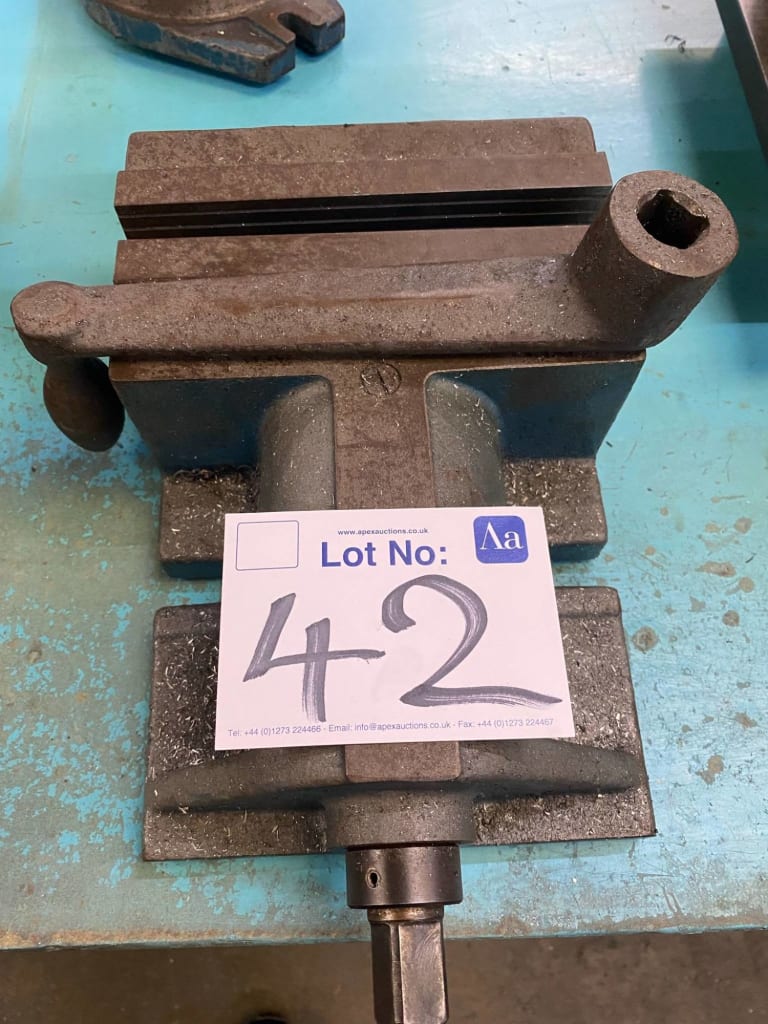 www.apexauctions.co.uk
Lot No:
Λa
42
Tel: +44 (0)1273 224466 - Email: info@apexauctions.co.uk - Fax: +44 (0)1273 224467